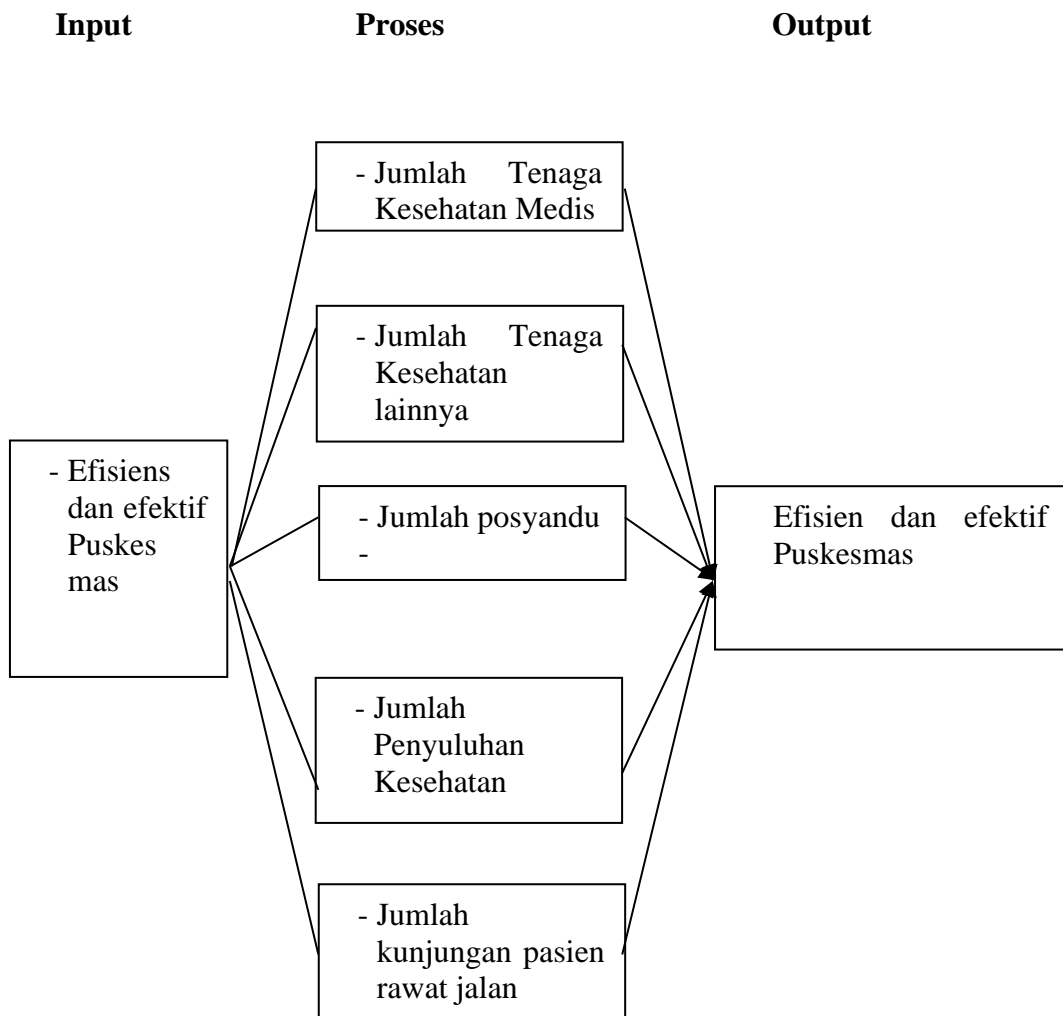 Input Proses Output
- Jumlah Tenaga
Kesehatan Medis
- Jumlah Tenaga
Kesehatan
lainnya
- Efisiens
dan efektif
Puskes
mas
- Jumlah posyandu
-
Efisien dan efektif
Puskesmas
- Jumlah
Penyuluhan
Kesehatan
- Jumlah
kunjungan pasien
rawat jalan